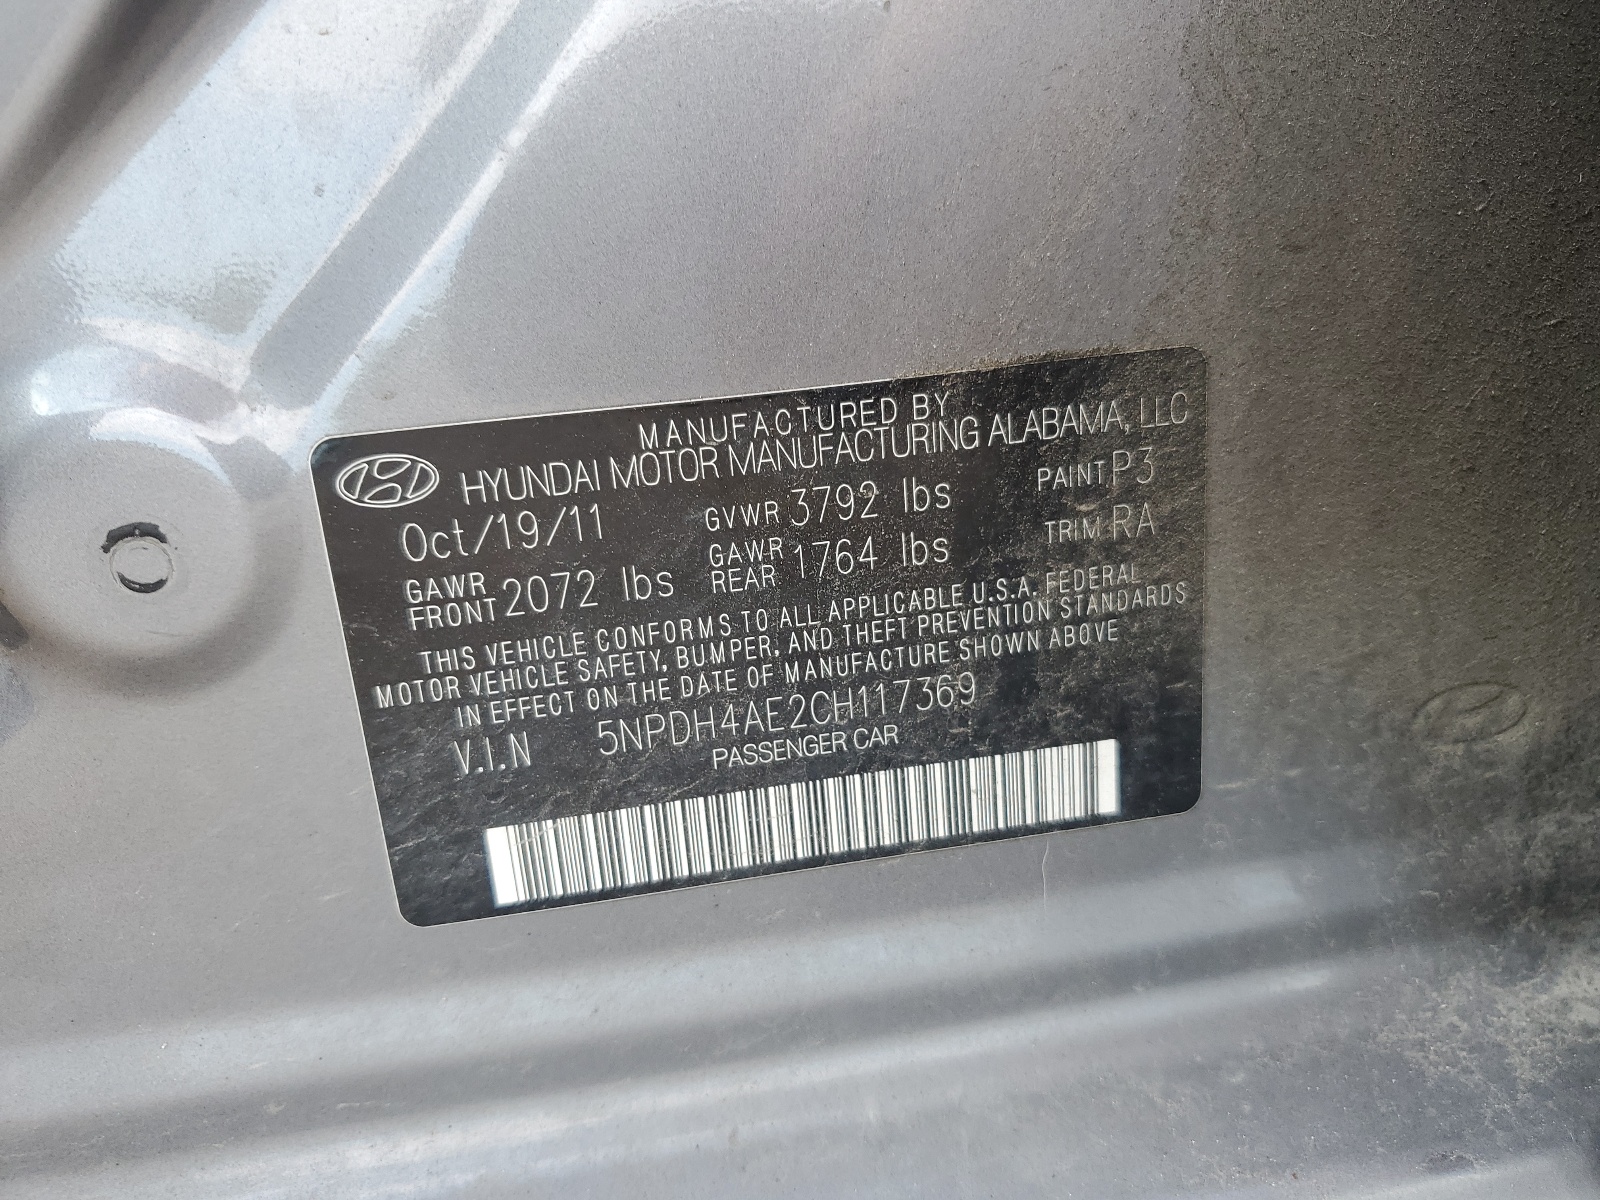 MANUFACTURED BY
HYUNDAI MOTOR MANUFACTURING ALABAMA, LLC
Oct/19/11 GVWR 3792 lbs PAINT P3
GAWR FRONT 2072 lbs GAWR REAR 1764 lbs TRIM RA
THIS VEHICLE CONFORMS TO ALL APPLICABLE U.S.A. FEDERAL
MOTOR VEHICLE SAFETY, BUMPER, AND THEFT PREVENTION STANDARDS
IN EFFECT ON THE DATE OF MANUFACTURE SHOWN ABOVE
V.I.N 5NPDH4AE2CH117369
PASSENGER CAR